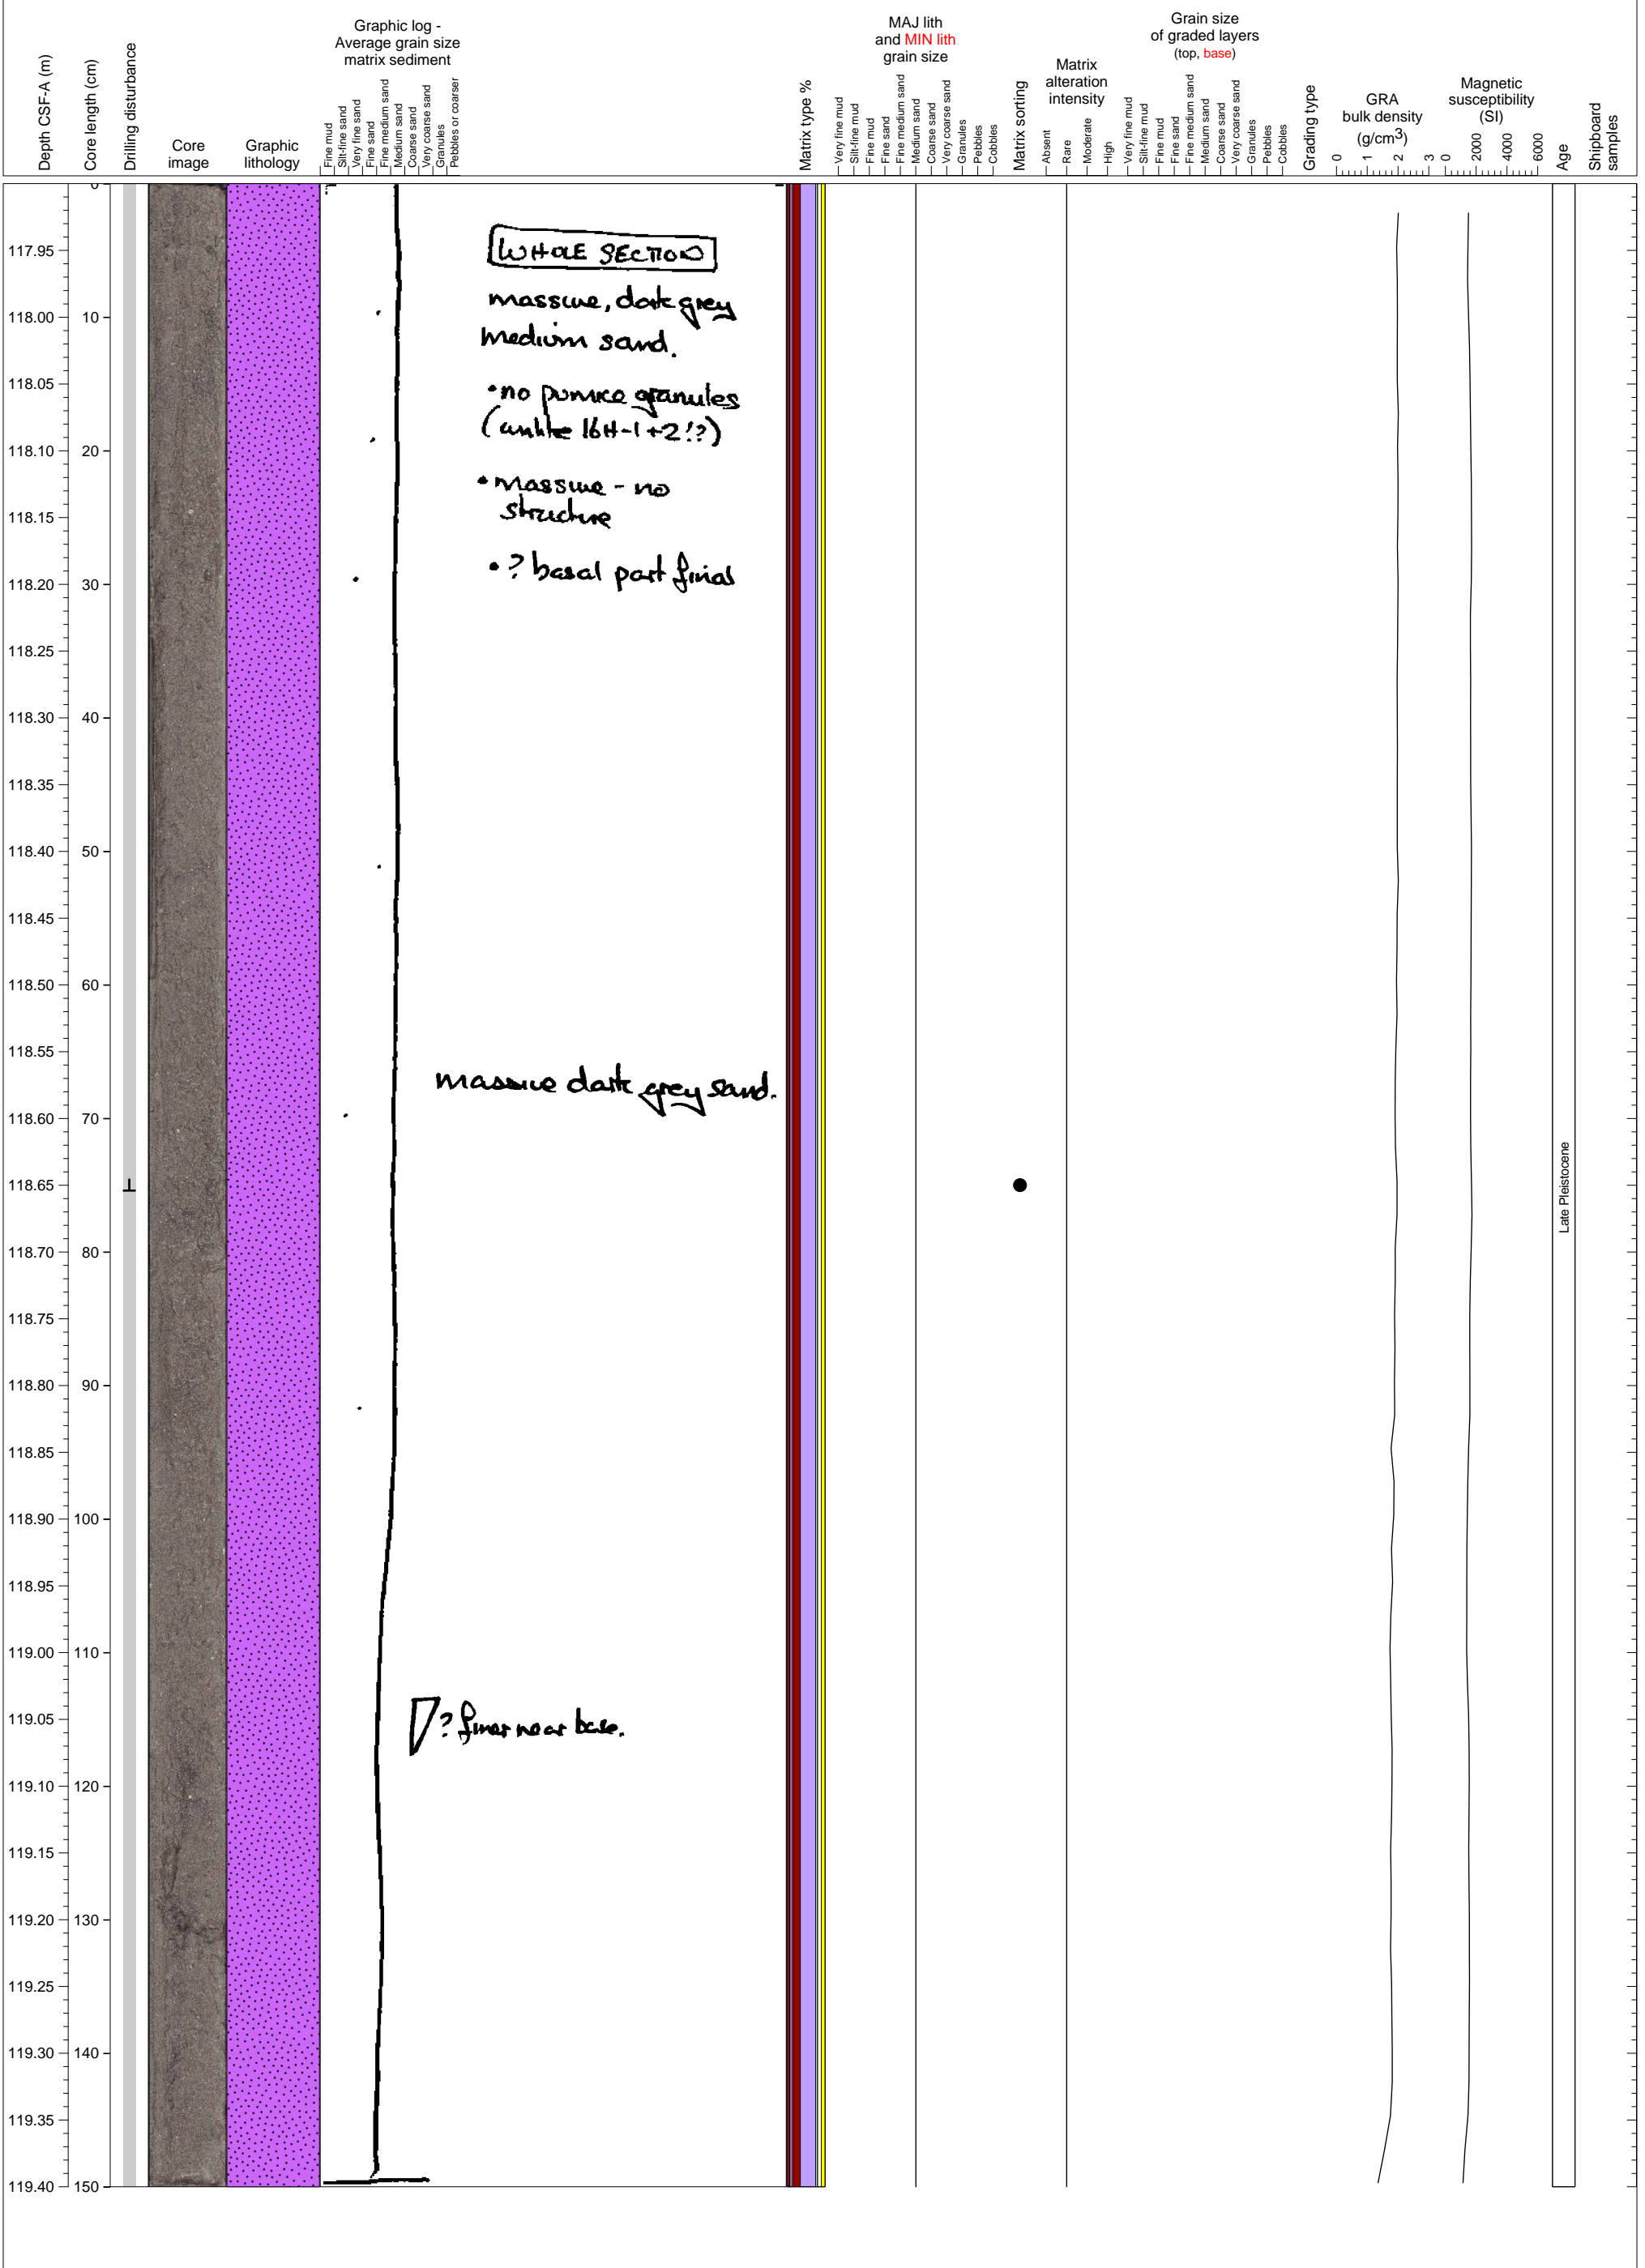 Depth CSF-A (m)
Core length (cm)
Drilling disturbance
Core
image
Graphic
lithology
Graphic log -
Average grain size
matrix sediment
Fine mud
Silt-fine sand
Very fine sand
Fine sand
Fine medium sand
Medium sand
Coarse sand
Very coarse sand
Granules
Pebbles or coarser
Matrix type %
MAJ lith
and MIN lith
grain size
Very fine mud
Silt-fine mud
Fine mud
Fine sand
Fine medium sand
Medium sand
Coarse sand
Very coarse sand
Granules
Pebbles
Cobbles
Matrix sorting
Matrix
alteration
intensity
Absent
Rare
Moderate
High
Grain size
of graded layers
(top, base)
Very fine mud
Silt-fine mud
Fine mud
Fine sand
Fine medium sand
Medium sand
Coarse sand
Very coarse sand
Granules
Pebbles
Cobbles
Grading type
GRA
bulk density
(g/cm3)
0 1 2 3
Magnetic
susceptibility
(SI)
0 2000 4000 6000
Age
Shipboard
samples
0
117.95
118.00 10
118.05
118.10 20
118.15
118.20 30
118.25
118.30 40
118.35
118.40 50
118.45
118.50 60
118.55
118.60 70
118.65
118.70 80
118.75
118.80 90
118.85
118.90 100
118.95
119.00 110
119.05
119.10 120
119.15
119.20 130
119.25
119.30 140
119.35
119.40 150
WHOLE SECTION
massive, dark grey
medium sand.
•no pumice granules
(unlike 16H-1+2!?)
•massive - no
structure
•? basal part
massive dark grey sand.
? finer near base.
Late Pleistocene